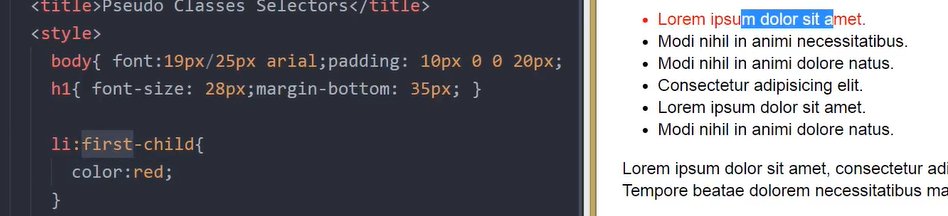 <title>Pseudo Classes Selectors</title>
<style>
body{ font:19px/25px arial;padding: 10px 0 0 20px;
h1{ font-size: 28px;margin-bottom: 35px; }
li:first-child{
color:red;
}
Lorem ipsum dolor sit amet.
Modi nihil in animi necessitatibus.
Modi nihil in animi dolore natus.
Consectetur adipisicing elit.
Lorem ipsum dolor sit amet.
Modi nihil in animi dolore natus.
Lorem ipsum dolor sit amet, consectetur adi
Tempore beatae dolorem necessitatibus ma